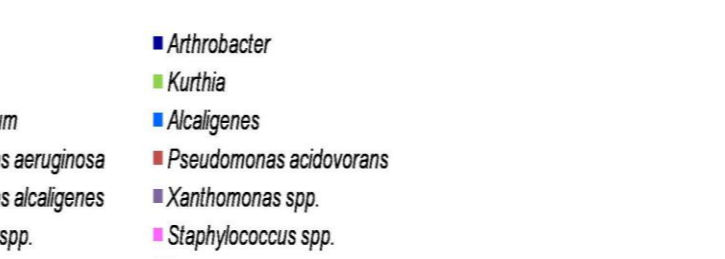 Arthrobacter
Kurthia
um Alcaligenes
s aeruginosa Pseudomonas acidovorans
s alcaligenes Xanthomonas spp.
spp. Staphylococcus spp.